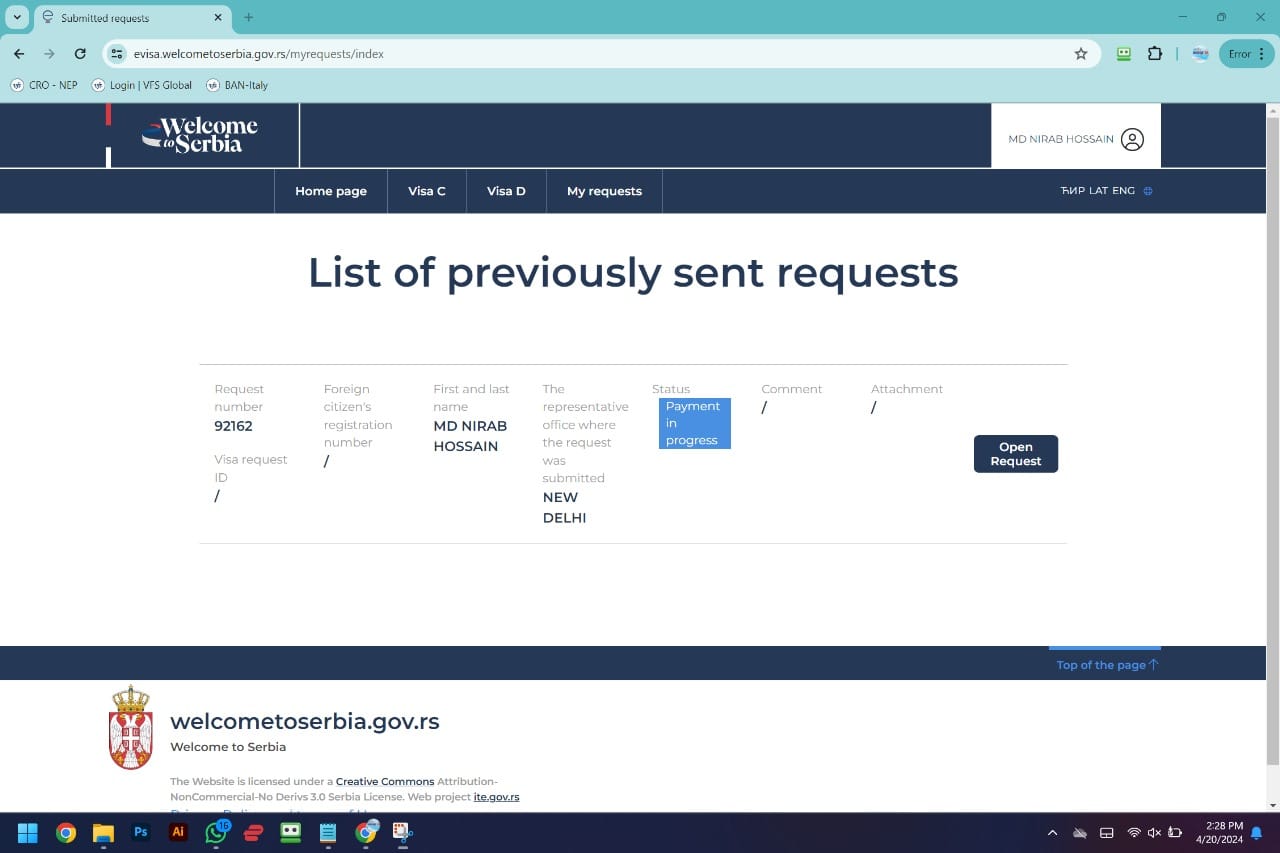 Submitted requests
evisa.welcometoserbia.gov.rs/myrequests/index
Error
CRO - NEP
Login | VFS Global
BAN-Italy
Welcome
to Serbia
MD NIRAB HOSSAIN
Home page
Visa C
Visa D
My requests
ЋИР LAT ENG
List of previously sent requests
Request
number
92162
Visa request
ID
/
Foreign
citizen's
registration
number
/
First and last
name
MD NIRAB
HOSSAIN
The
representative
office where
the request
was
submitted
NEW
DELHI
Status
Payment
in
progress
Comment
/
Attachment
/
Open
Request
Top of the page
welcometoserbia.gov.rs
Welcome to Serbia
The Website is licensed under a Creative Commons Attribution-
NonCommercial-No Derivs 3.0 Serbia License. Web project ite.gov.rs
Ps
Ai
16
2:28 PM
4/20/2024